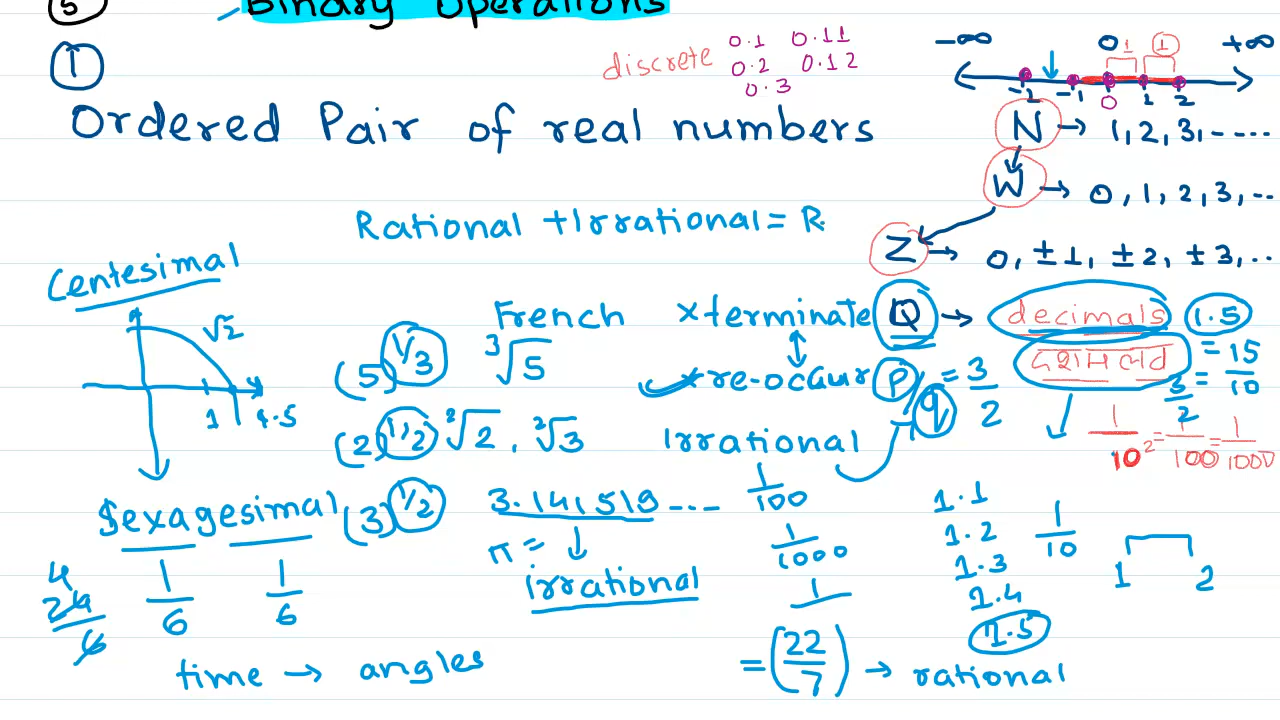 5 Binary Operations
1
discrete 0.1 0.11
0.2 0.12
0.3
-∞ 0 1 1 +∞
-2 -1 0 1 2
Ordered Pair of real numbers
N → 1, 2, 3, -----
W → 0, 1, 2, 3, ..
Z → 0, ±1, ±2, ±3, ..
Rational + Irrational = R
Centesimal
√2
1 1.5
French
(5)^1/3 ∛5
(2)^1/2 ²√2, ²√3
(3)^1/2
×terminate Q → decimals 1.5
दशमलव = 15/10
×re-occur p/q = 3/2
3/2 =
Irrational
1/10² = 1/100 = 1/1000
Sexagesimal
1/6 1/6
4
24/6
time → angles
3.141519 ....
π = ↓
irrational
1/100
1/1000
1
= (22/7) → rational
1.1
1.2 1/10
1.3
1.4
1.5
1 2